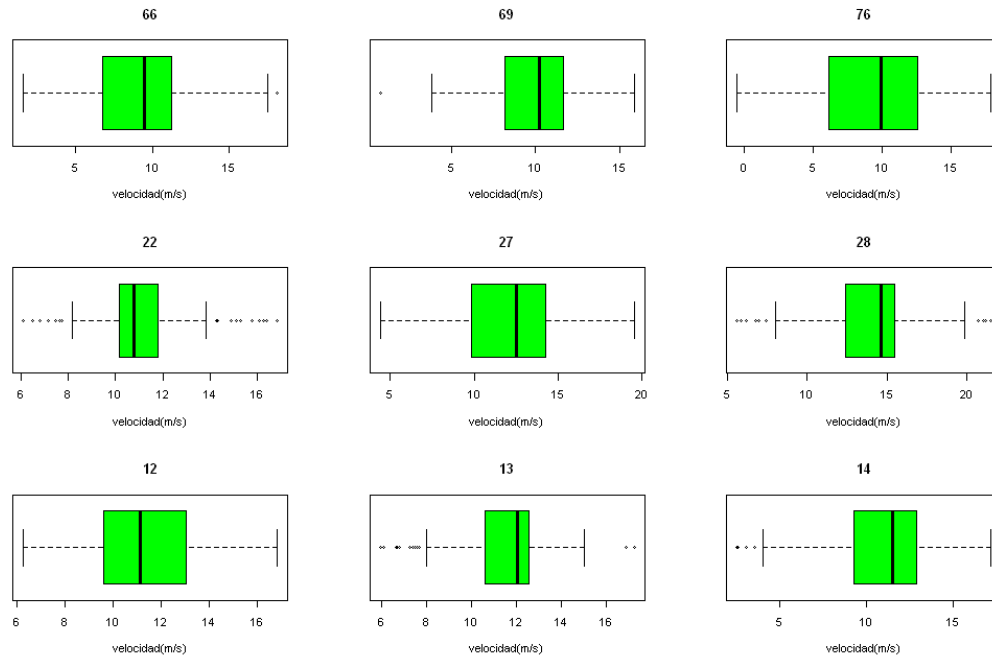 66 69 76
5 10 15 5 10 15 0 5 10 15
velocidad(m/s) velocidad(m/s) velocidad(m/s)
22 27 28
6 8 10 12 14 16 5 10 15 20 5 10 15 20
velocidad(m/s) velocidad(m/s) velocidad(m/s)
12 13 14
6 8 10 12 14 16 6 8 10 12 14 16 5 10 15
velocidad(m/s) velocidad(m/s) velocidad(m/s)